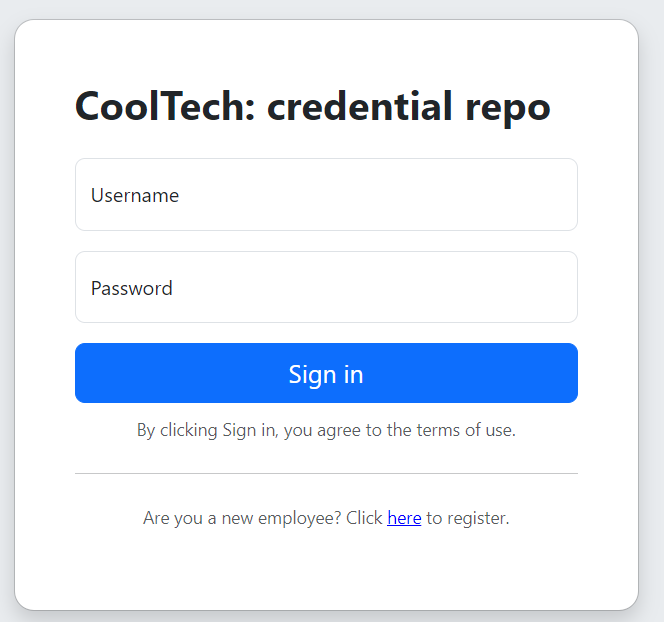 CoolTech: credential repo
Username
Password
Sign in
By clicking Sign in, you agree to the terms of use.
Are you a new employee? Click here to register.